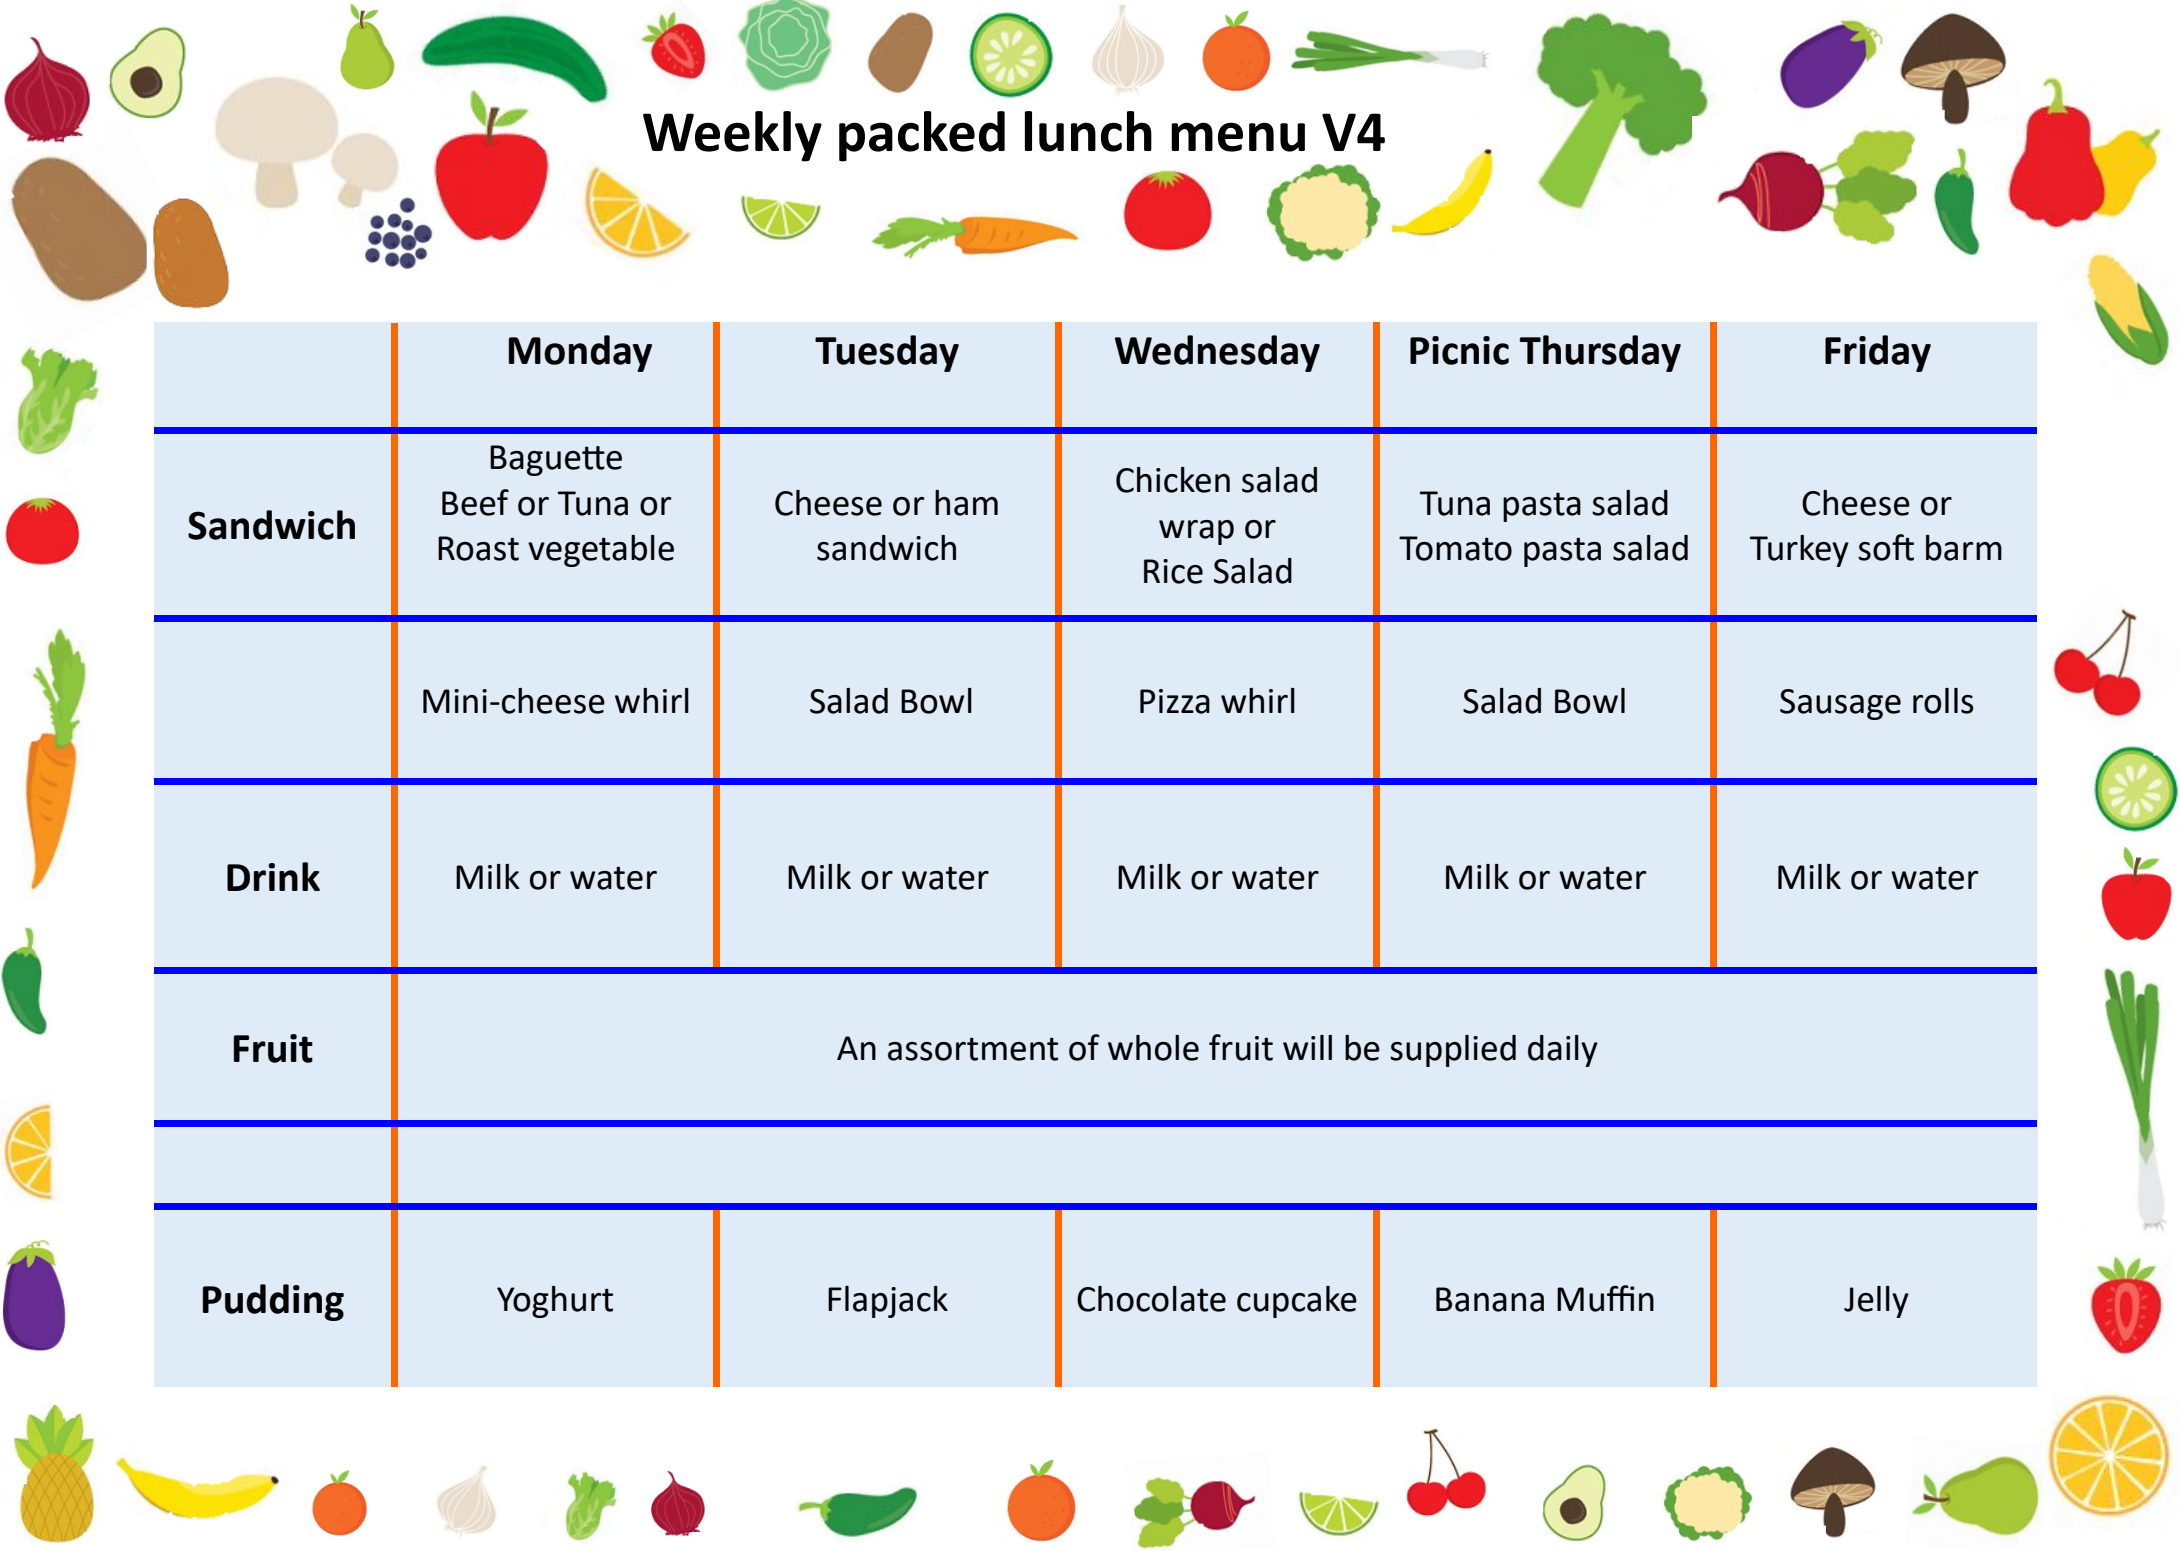 Weekly packed lunch menu V4
Monday
Tuesday
Wednesday
Picnic Thursday
Friday
Sandwich
Baguette
Beef or Tuna or
Roast vegetable
Cheese or ham
sandwich
Chicken salad
wrap or
Rice Salad
Tuna pasta salad
Tomato pasta salad
Cheese or
Turkey soft barm
Mini-cheese whirl
Salad Bowl
Pizza whirl
Salad Bowl
Sausage rolls
Drink
Milk or water
Milk or water
Milk or water
Milk or water
Milk or water
Fruit
An assortment of whole fruit will be supplied daily
Pudding
Yoghurt
Flapjack
Chocolate cupcake
Banana Muffin
Jelly